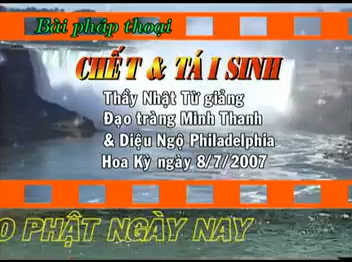 Bài pháp thoại
CHẾT & TÁI SINH
Thầy Nhật Từ giảng
Đạo tràng Minh Thanh
& Diệu Ngộ Philadelphia
Hoa Kỳ ngày 8/7/2007
O PHẬT NGÀY NAY